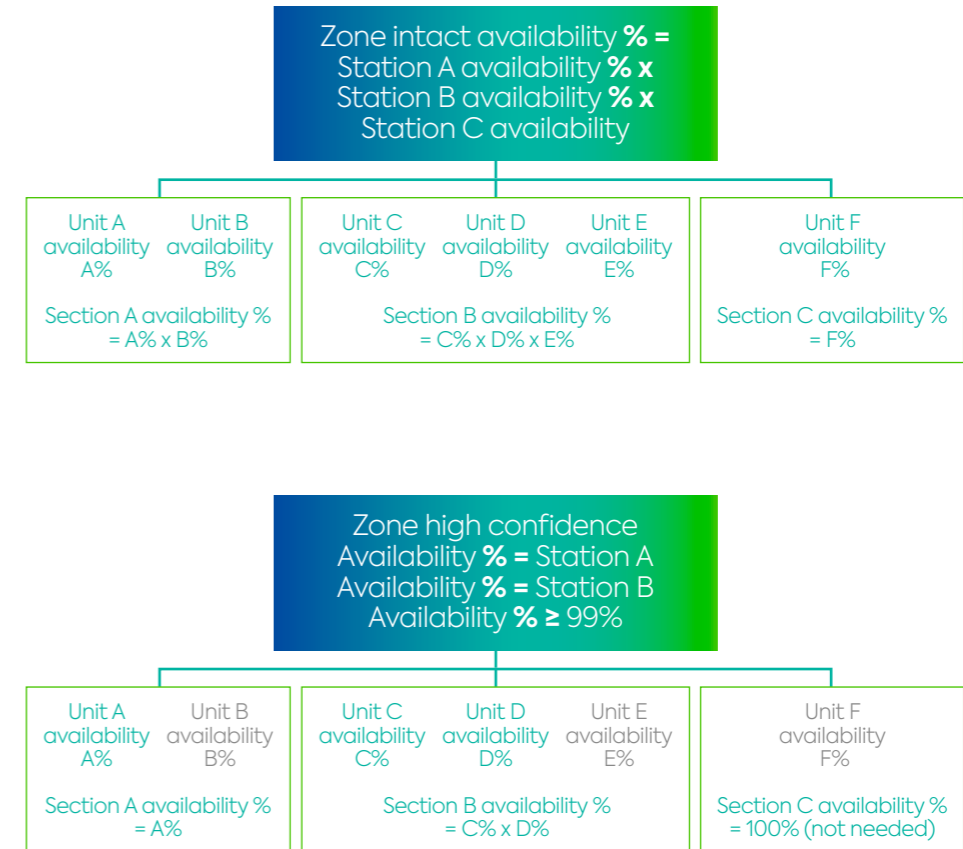 Zone intact availability % =
Station A availability % x
Station B availability % x
Station C availability
Unit A
availability
A%
Unit B
availability
B%
Section A availability %
= A% x B%
Unit C
availability
C%
Unit D
availability
D%
Unit E
availability
E%
Section B availability %
= C% x D% x E%
Unit F
availability
F%
Section C availability %
= F%
Zone high confidence
Availability % = Station A
Availability % = Station B
Availability % ≥ 99%
Unit A
availability
A%
Unit B
availability
B%
Section A availability %
= A%
Unit C
availability
C%
Unit D
availability
D%
Unit E
availability
E%
Section B availability %
= C% x D%
Unit F
availability
F%
Section C availability %
= 100% (not needed)